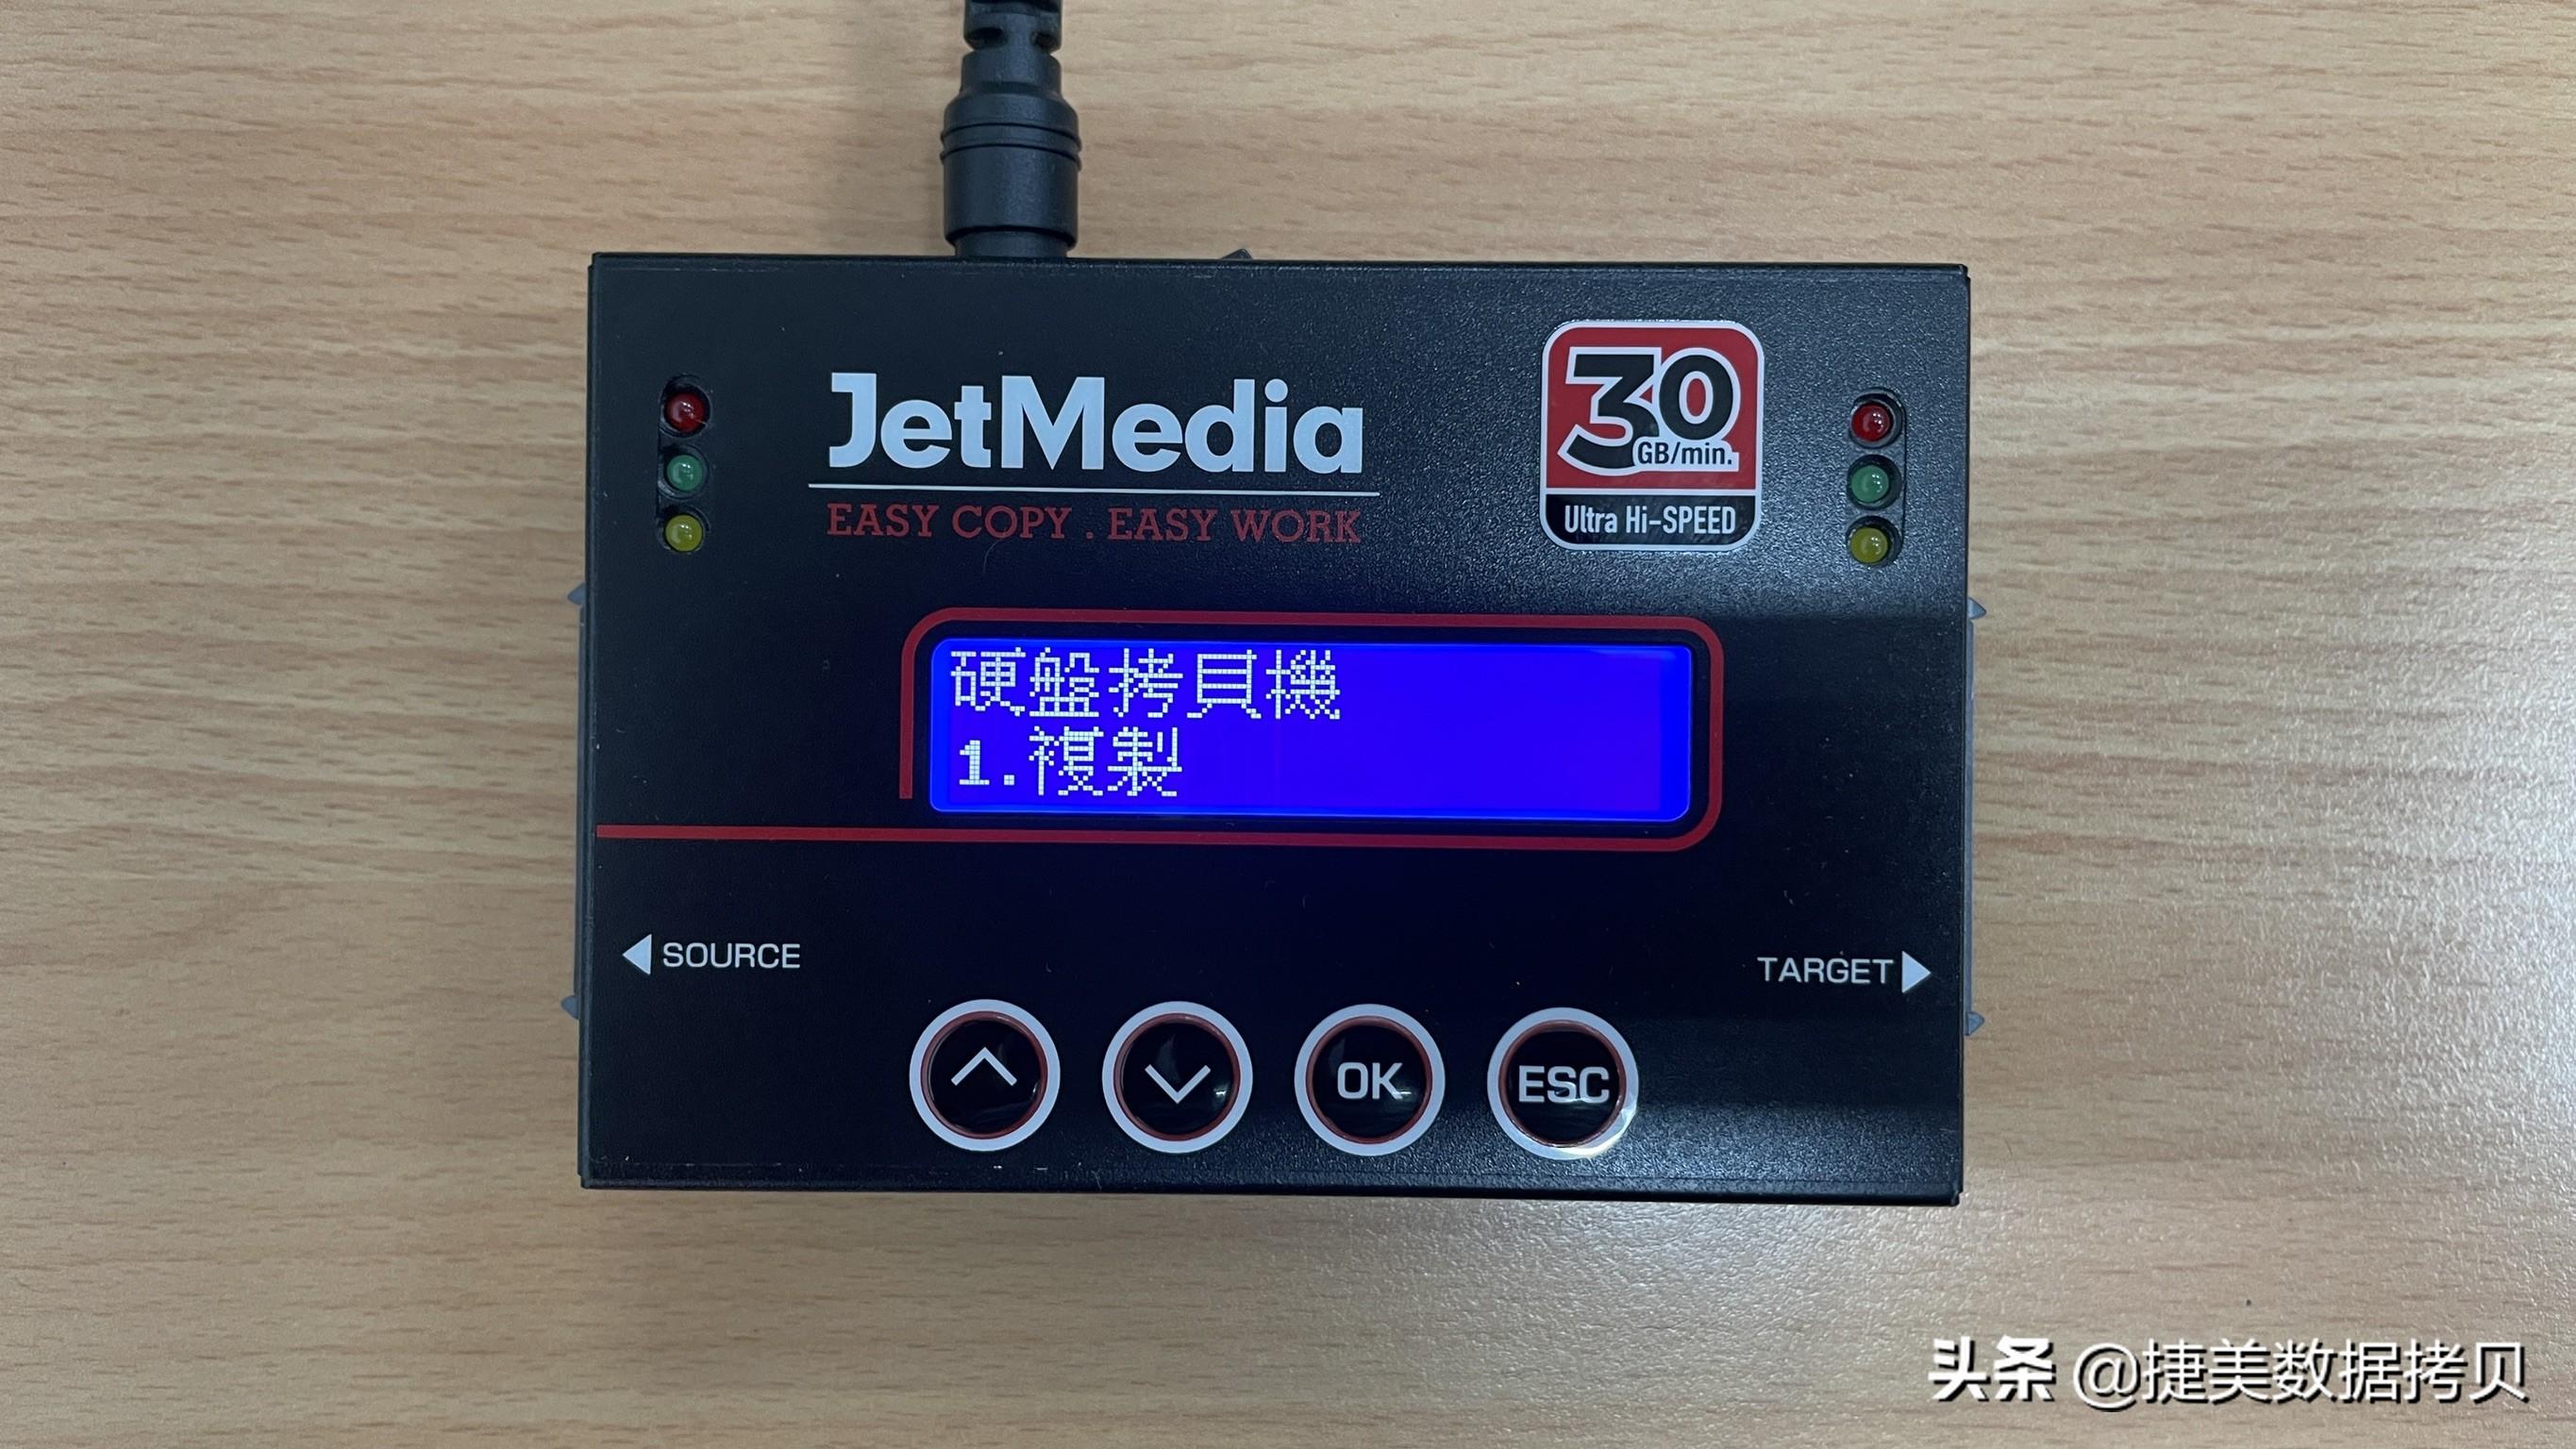 JetMedia
EASY COPY . EASY WORK
30
GB/min.
Ultra Hi-SPEED
硬盤拷貝機
1.複製
SOURCE
TARGET
OK
ESC
头条 @捷美数据拷贝